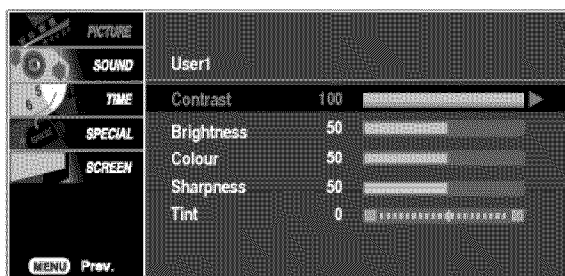 PICTURE
SOUND
TIME
SPECIAL
SCREEN
MENU Prev.
User1
Contrast 100
Brightness 50
Colour 50
Sharpness 50
Tint 0